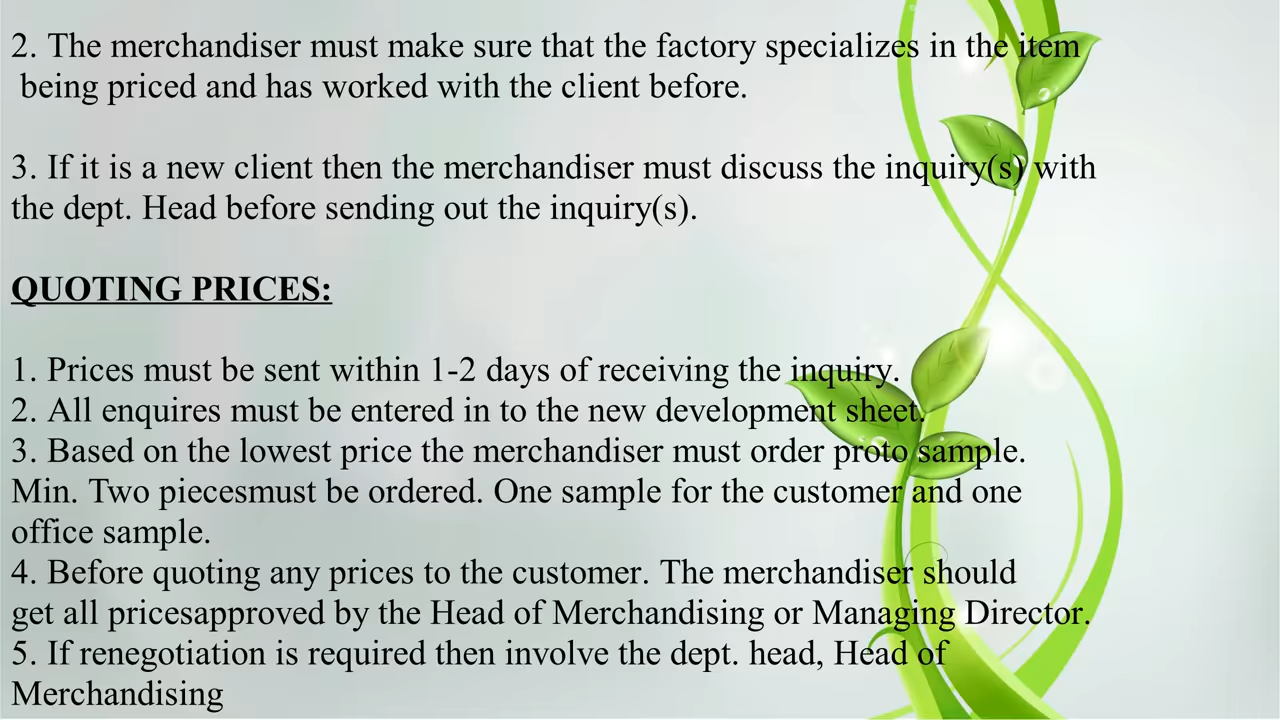 2. The merchandiser must make sure that the factory specializes in the item
being priced and has worked with the client before.
3. If it is a new client then the merchandiser must discuss the inquiry(s) with
the dept. Head before sending out the inquiry(s).
QUOTING PRICES:
1. Prices must be sent within 1-2 days of receiving the inquiry.
2. All enquires must be entered in to the new development sheet.
3. Based on the lowest price the merchandiser must order proto sample.
Min. Two piecesmust be ordered. One sample for the customer and one
office sample.
4. Before quoting any prices to the customer. The merchandiser should
get all pricesapproved by the Head of Merchandising or Managing Director.
5. If renegotiation is required then involve the dept. head, Head of
Merchandising